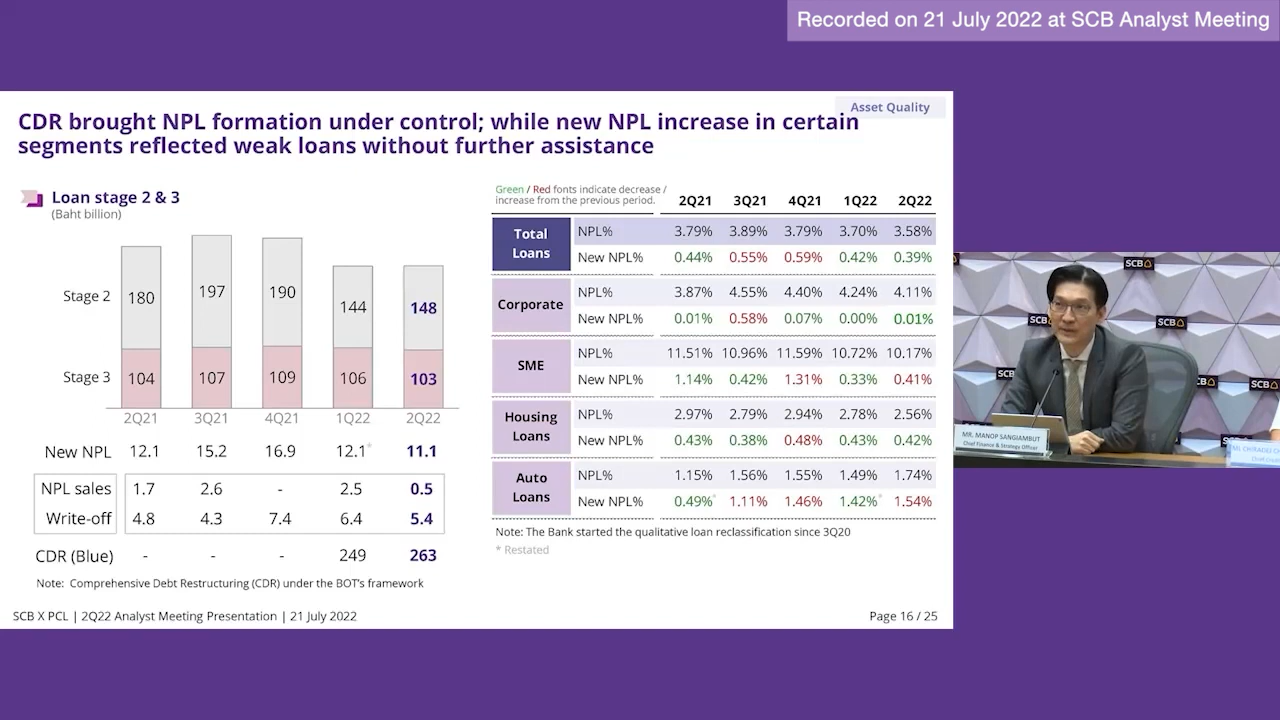 Recorded on 21 July 2022 at SCB Analyst Meeting
Asset Quality
CDR brought NPL formation under control; while new NPL increase in certain
segments reflected weak loans without further assistance
Loan stage 2 & 3
(Baht billion)
Stage 2
180
197
190
144
148
Stage 3
104
107
109
106
103
2Q21 3Q21 4Q21 1Q22 2Q22
New NPL 12.1 15.2 16.9 12.1* 11.1
NPL sales 1.7 2.6 - 2.5 0.5
Write-off 4.8 4.3 7.4 6.4 5.4
CDR (Blue) - - - 249 263
Note: Comprehensive Debt Restructuring (CDR) under the BOT's framework
Green / Red fonts indicate decrease /
increase from the previous period.
2Q21 3Q21 4Q21 1Q22 2Q22
Total
Loans
NPL% 3.79% 3.89% 3.79% 3.70% 3.58%
New NPL% 0.44% 0.55% 0.59% 0.42% 0.39%
Corporate
NPL% 3.87% 4.55% 4.40% 4.24% 4.11%
New NPL% 0.01% 0.58% 0.07% 0.00% 0.01%
SME
NPL% 11.51% 10.96% 11.59% 10.72% 10.17%
New NPL% 1.14% 0.42% 1.31% 0.33% 0.41%
Housing
Loans
NPL% 2.97% 2.79% 2.94% 2.78% 2.56%
New NPL% 0.43% 0.38% 0.48% 0.43% 0.42%
Auto
Loans
NPL% 1.15% 1.56% 1.55% 1.49% 1.74%
New NPL% 0.49%* 1.11% 1.46% 1.42%* 1.54%
Note: The Bank started the qualitative loan reclassification since 3Q20
* Restated
SCB X PCL | 2Q22 Analyst Meeting Presentation | 21 July 2022
Page 16 / 25
SCB
SCB
SCB
SCB
SCB
SCB
MR. MANOP SANGIAMBUT
Chief Finance & Strategy Officer